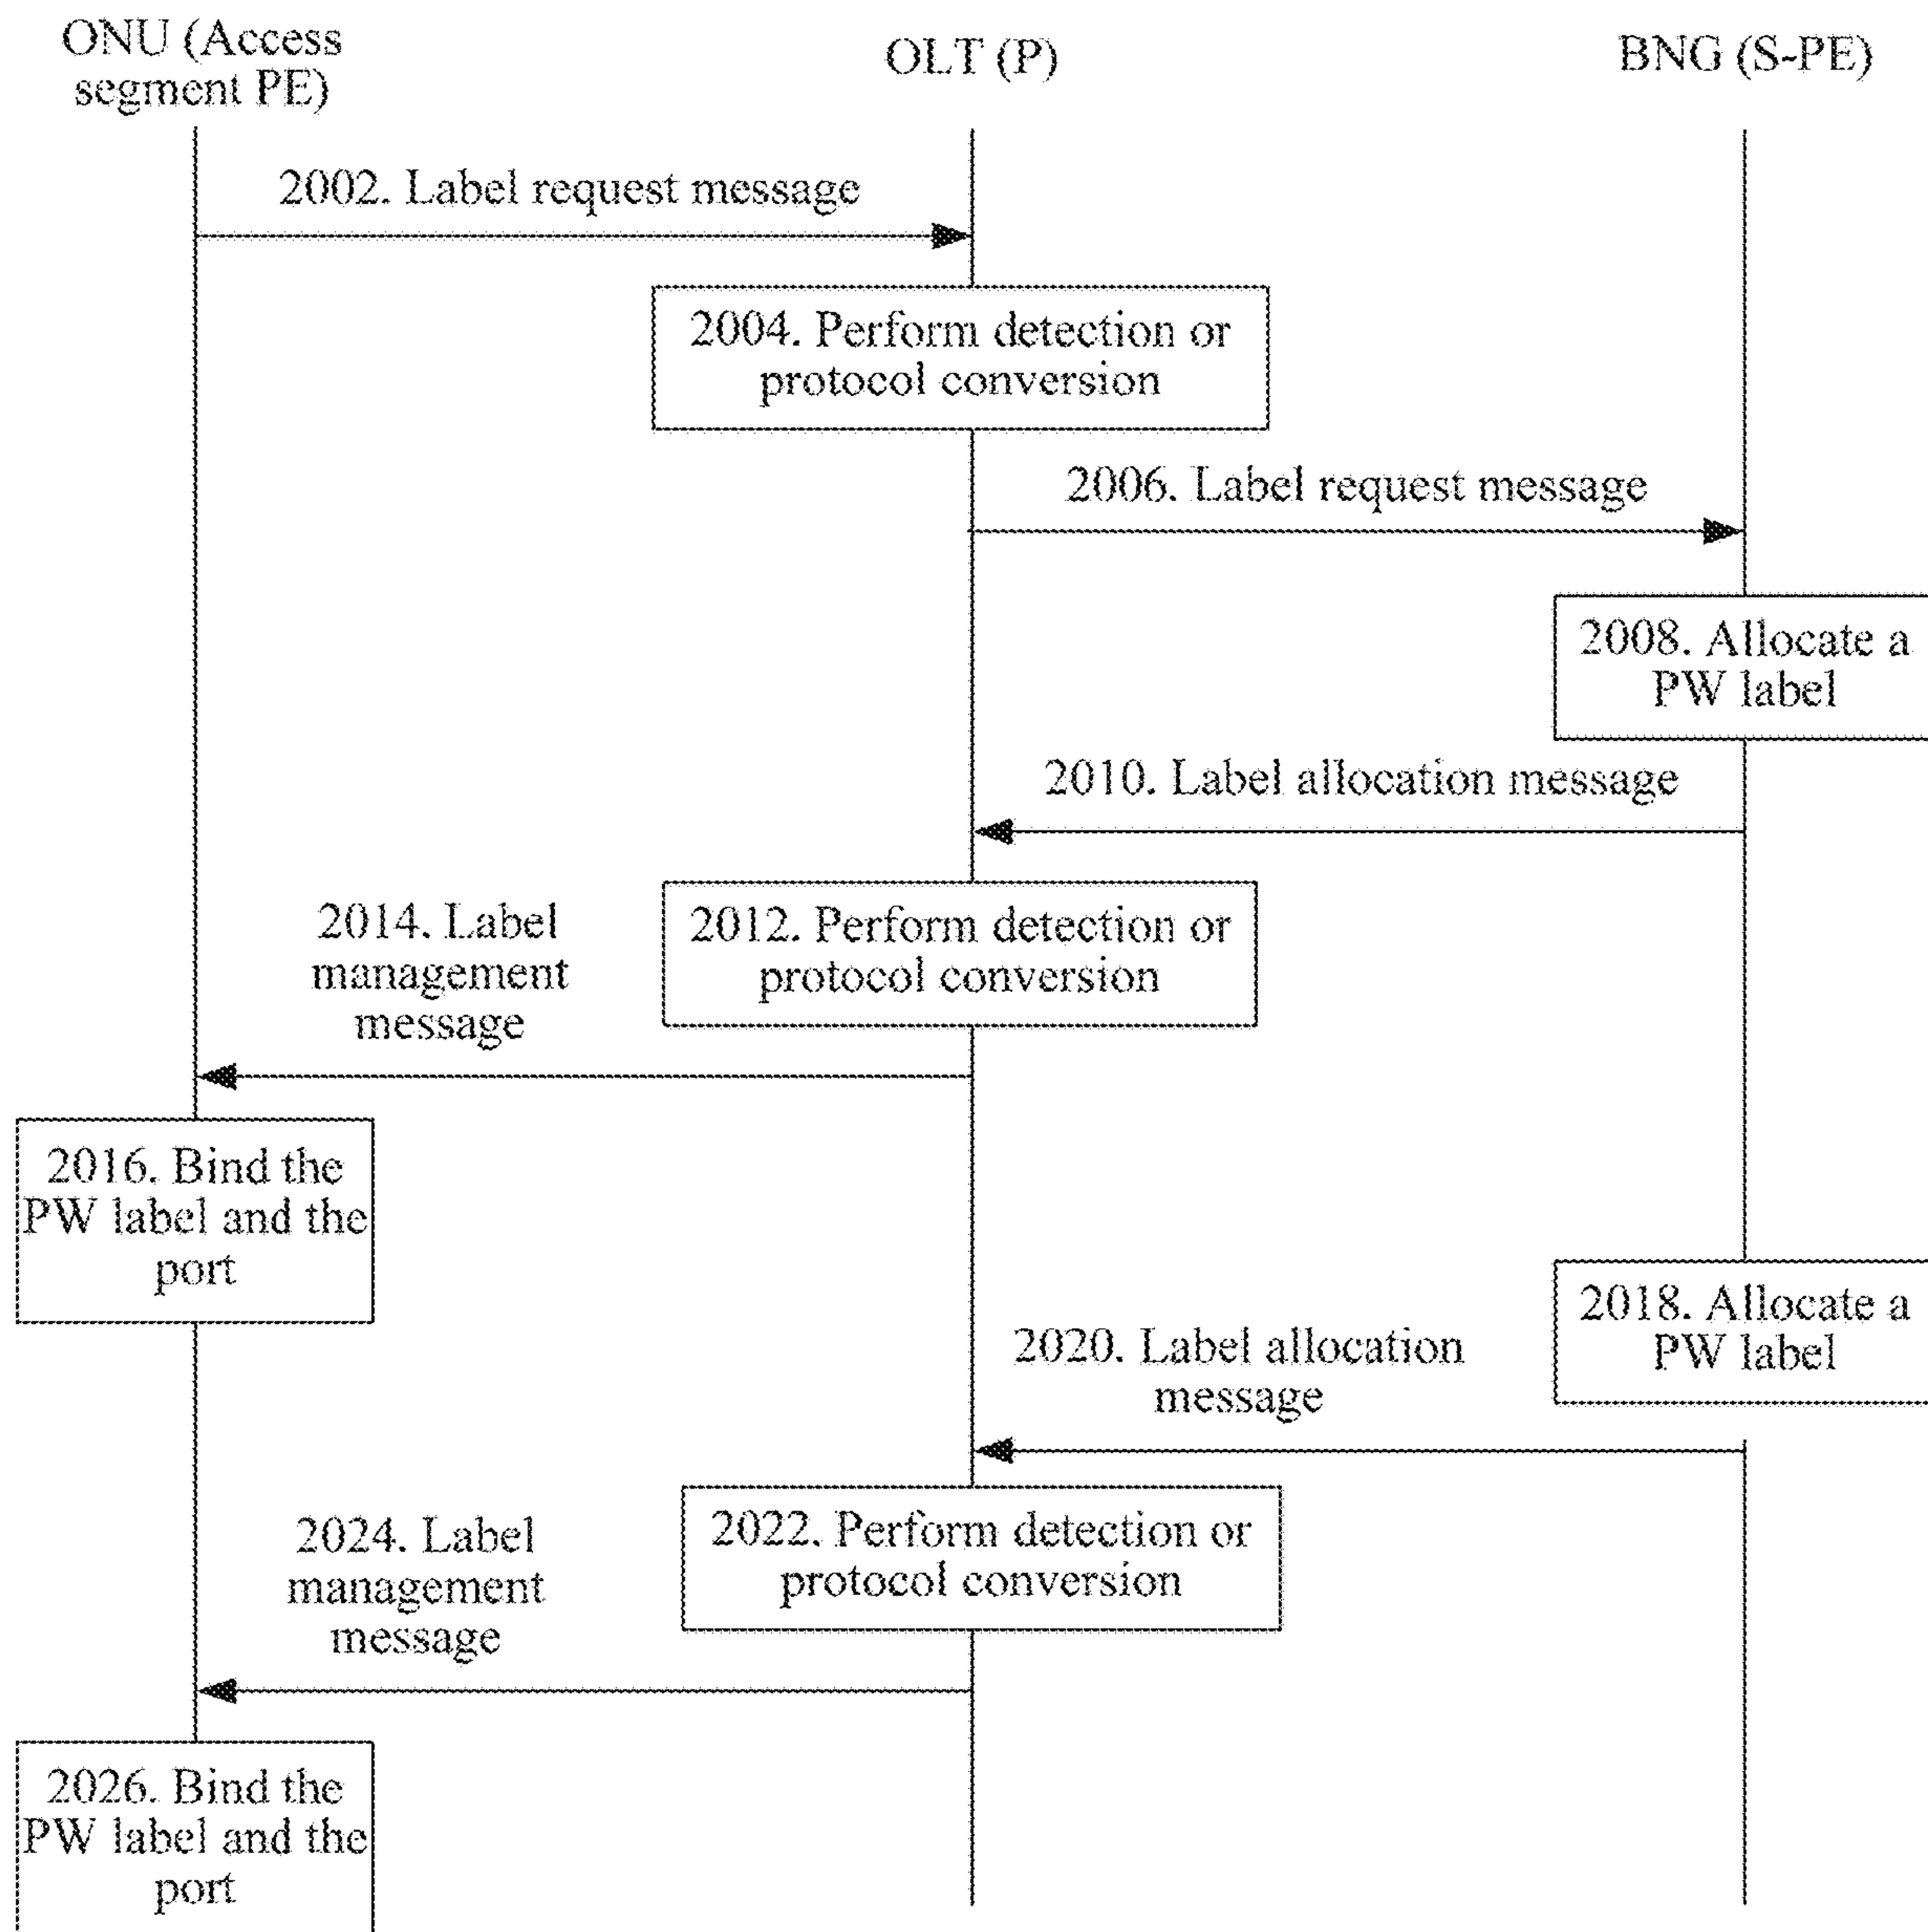 ONU (Access
segment PE)
OLT (P)
BNG (S-PE)
2002. Label request message
2004. Perform detection or
protocol conversion
2006. Label request message
2008. Allocate a
PW label
2010. Label allocation message
2012. Perform detection or
protocol conversion
2014. Label
management
message
2016. Bind the
PW label and the
port
2018. Allocate a
PW label
2020. Label allocation
message
2022. Perform detection or
protocol conversion
2024. Label
management
message
2026. Bind the
PW label and the
port